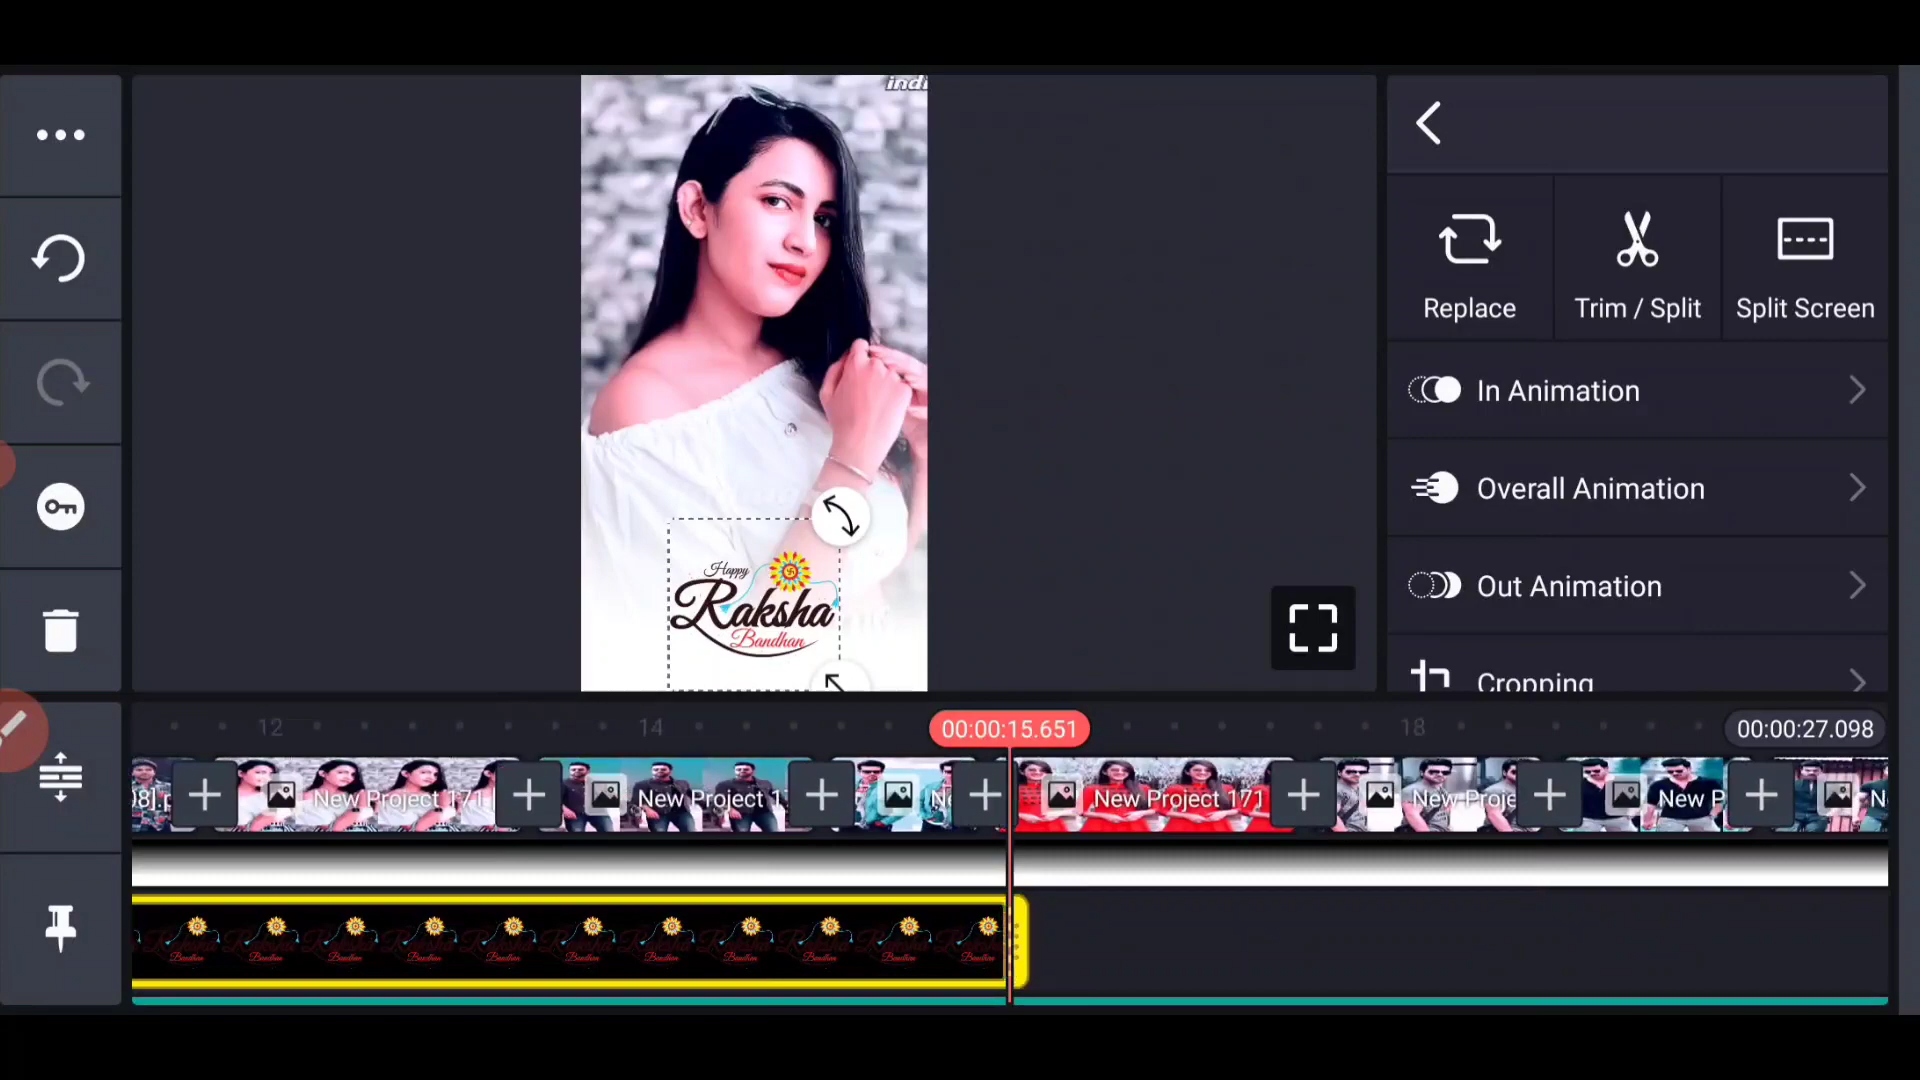 indi
Replace
Trim / Split
Split Screen
In Animation
Overall Animation
Out Animation
Cropping
Happy
Raksha
Bandhan
12
14
00:00:15.651
18
00:00:27.098
08].p
New Project 171
New Project 1
N
New Project 171
New Proje
New P
N